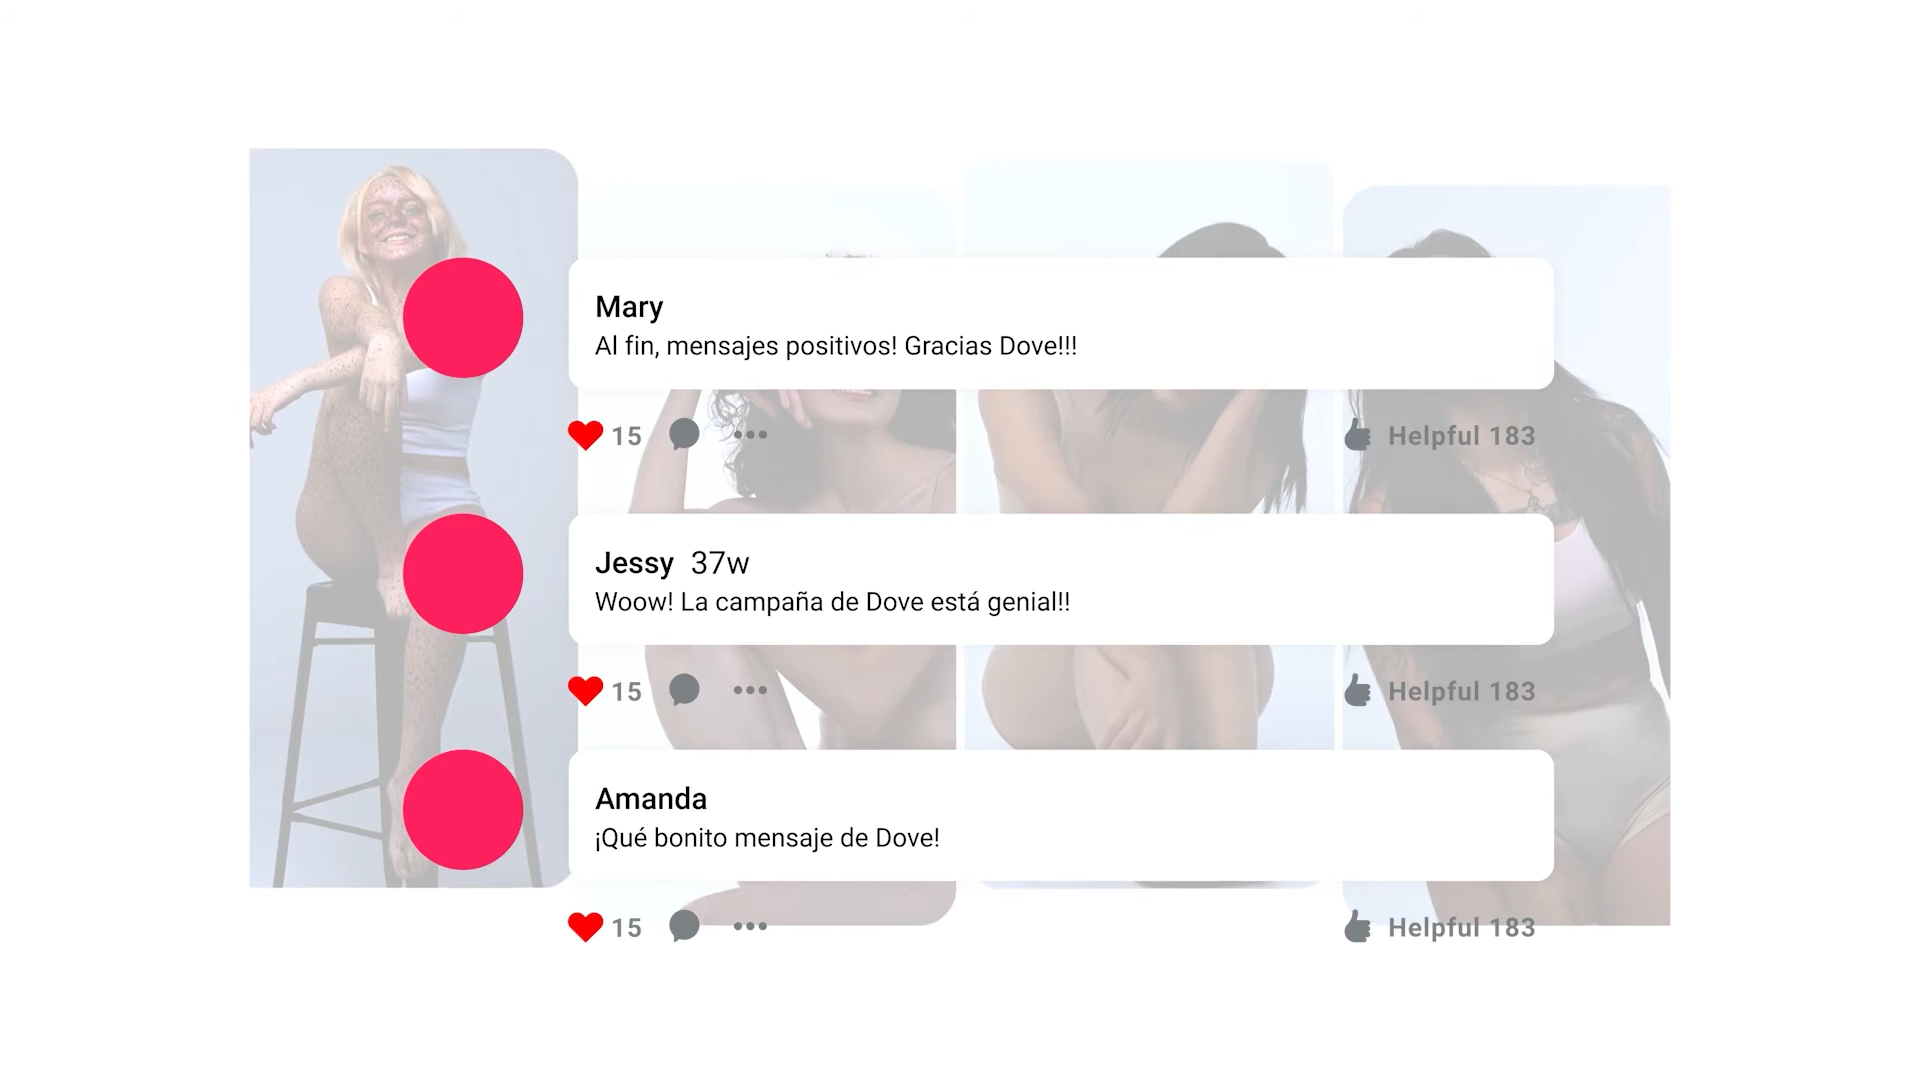 Mary
Al fin, mensajes positivos! Gracias Dove!!!
15
Helpful 183
Jessy 37w
Woow! La campaña de Dove está genial!!
15
Helpful 183
Amanda
¡Qué bonito mensaje de Dove!
15
Helpful 183